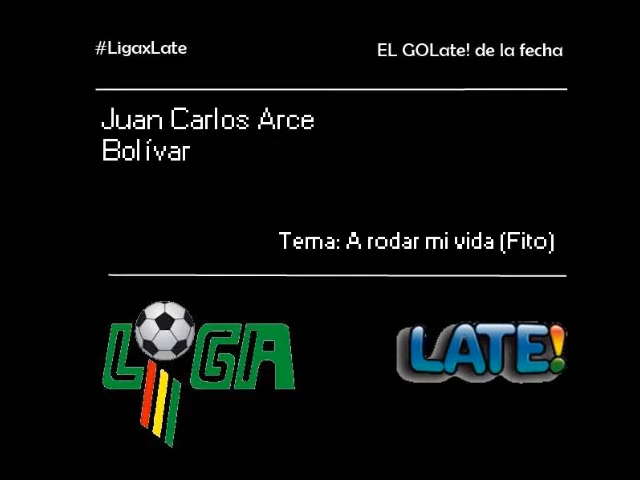 #LigaxLate
EL GOLate! de la fecha
Juan Carlos Arce
Bolívar
Tema: A rodar mi vida (Fito)
LIGA
LATE!